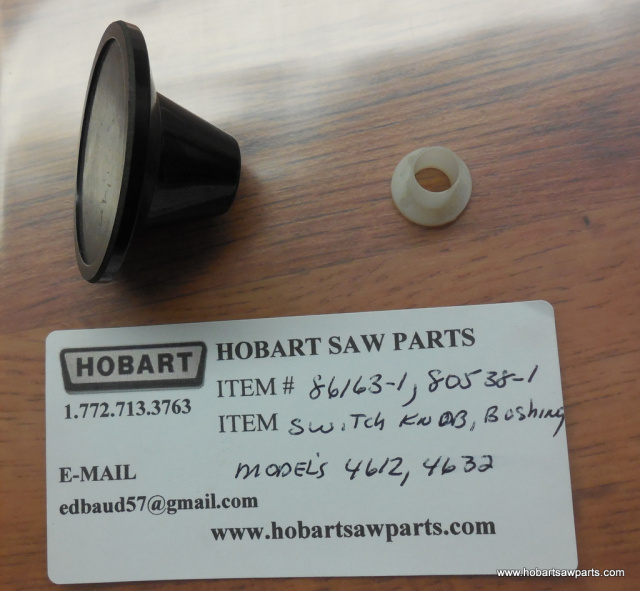 HOBART SAW PARTS
HOBART
ITEM # 86163-1, 80538-1
1.772.713.3763
ITEM SWiTch KNOB, Bushing
E-MAIL
MODEL'S 4612, 4632
edbaud57@gmail.com
www.hobartsawparts.com
www.hobartsawparts.com